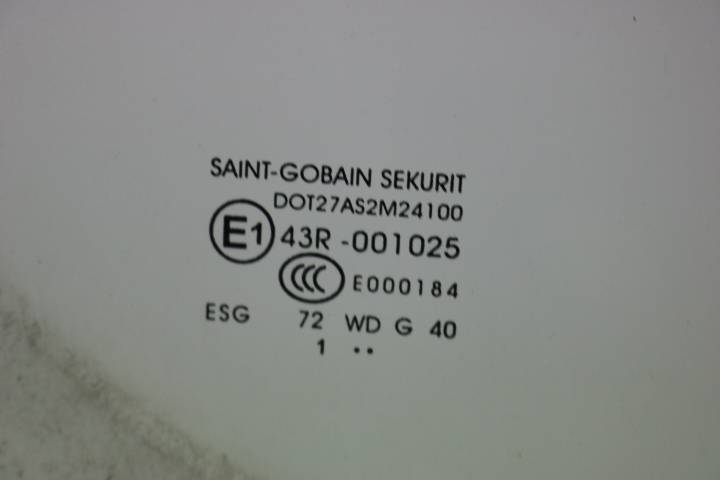 SAINT-GOBAIN SEKURIT
DOT27AS2M24100
E1 43R -001025
CCC E000184
ESG 72 WD G 40
1 ..